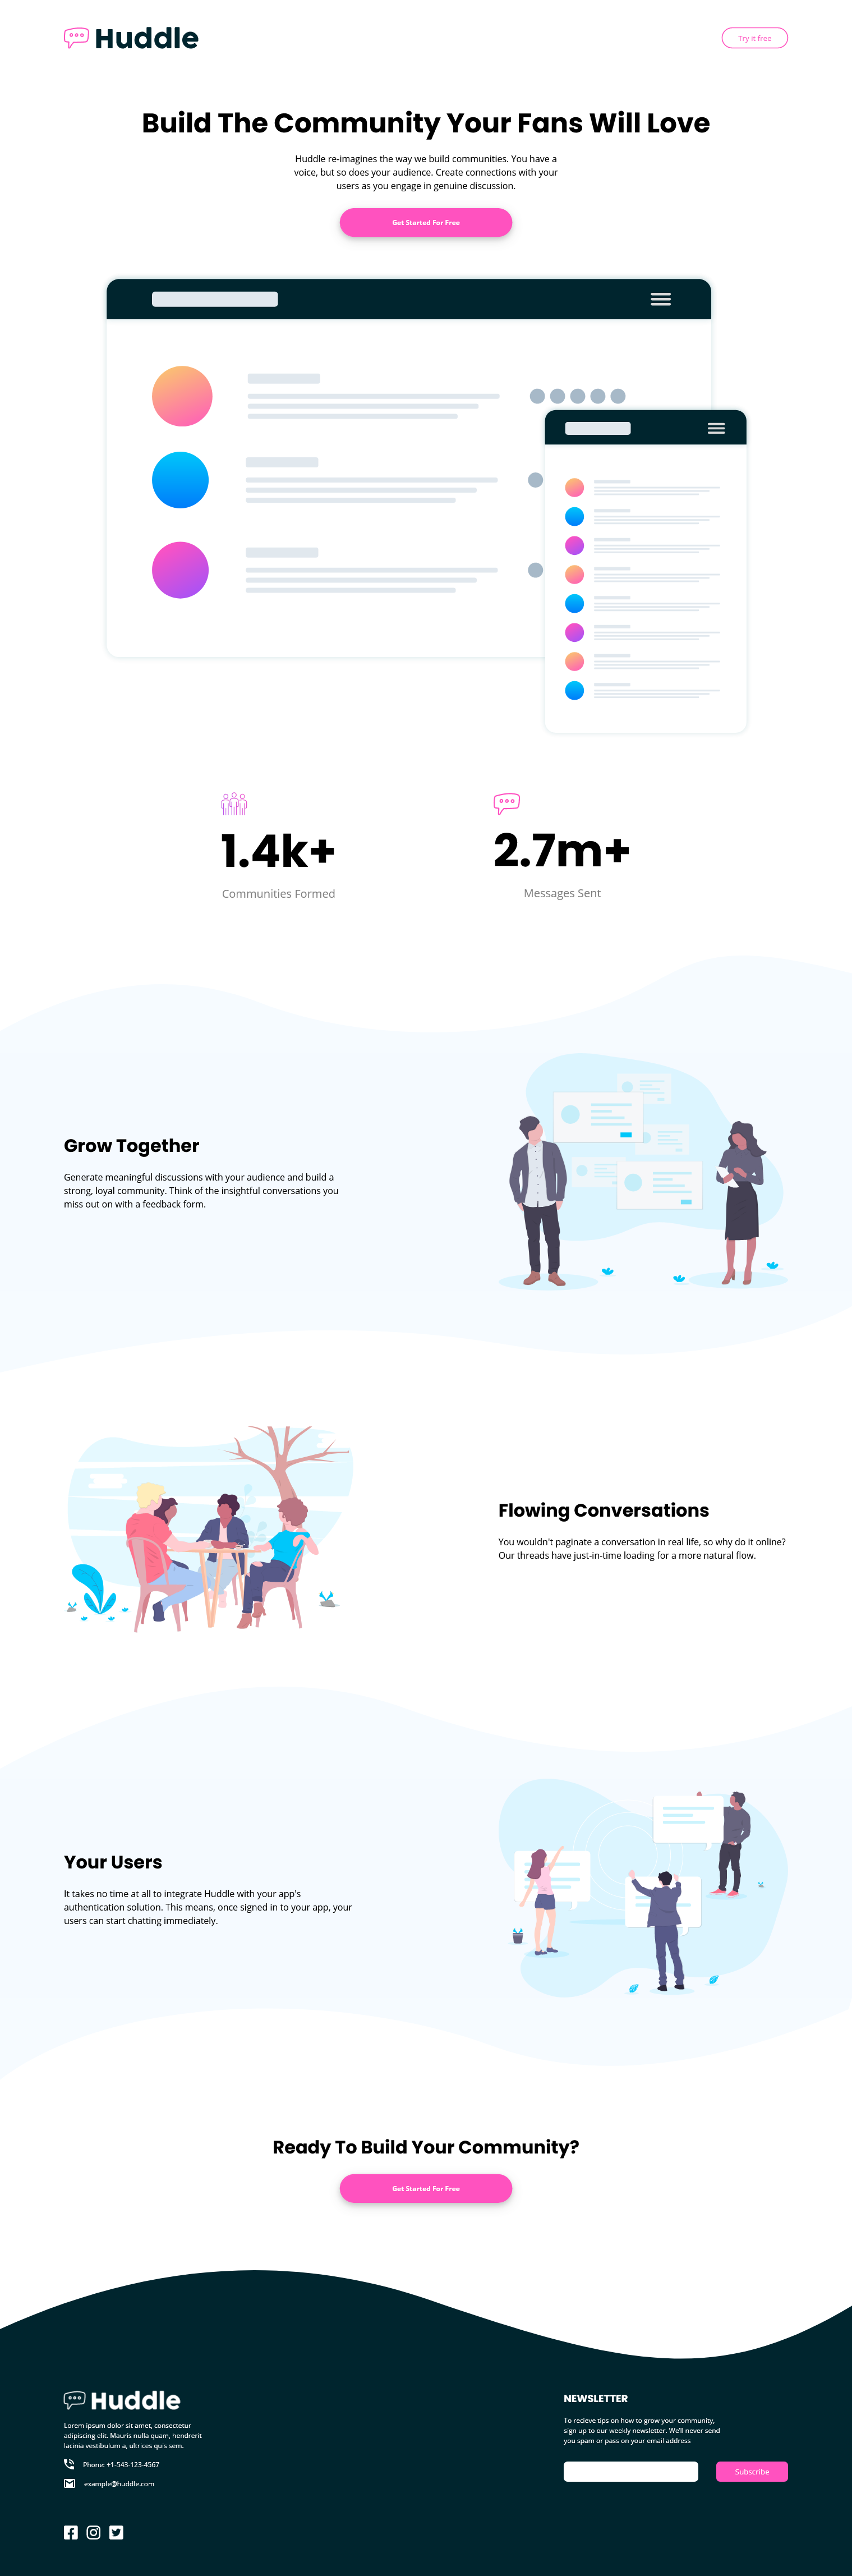 Huddle
Try it free
Build The Community Your Fans Will Love
Huddle re-imagines the way we build communities. You have a
voice, but so does your audience. Create connections with your
users as you engage in genuine discussion.
Get Started For Free
1.4k+
Communities Formed
2.7m+
Messages Sent
Grow Together
Generate meaningful discussions with your audience and build a
strong, loyal community. Think of the insightful conversations you
miss out on with a feedback form.
Flowing Conversations
You wouldn't paginate a conversation in real life, so why do it online?
Our threads have just-in-time loading for a more natural flow.
Your Users
It takes no time at all to integrate Huddle with your app's
authentication solution. This means, once signed in to your app, your
users can start chatting immediately.
Ready To Build Your Community?
Get Started For Free
Huddle
Lorem ipsum dolor sit amet, consectetur
adipiscing elit. Mauris nulla quam, hendrerit
lacinia vestibulum a, ultrices quis sem.
Phone: +1-543-123-4567
example@huddle.com
NEWSLETTER
To recieve tips on how to grow your community,
sign up to our weekly newsletter. We'll never send
you spam or pass on your email address
Subscribe